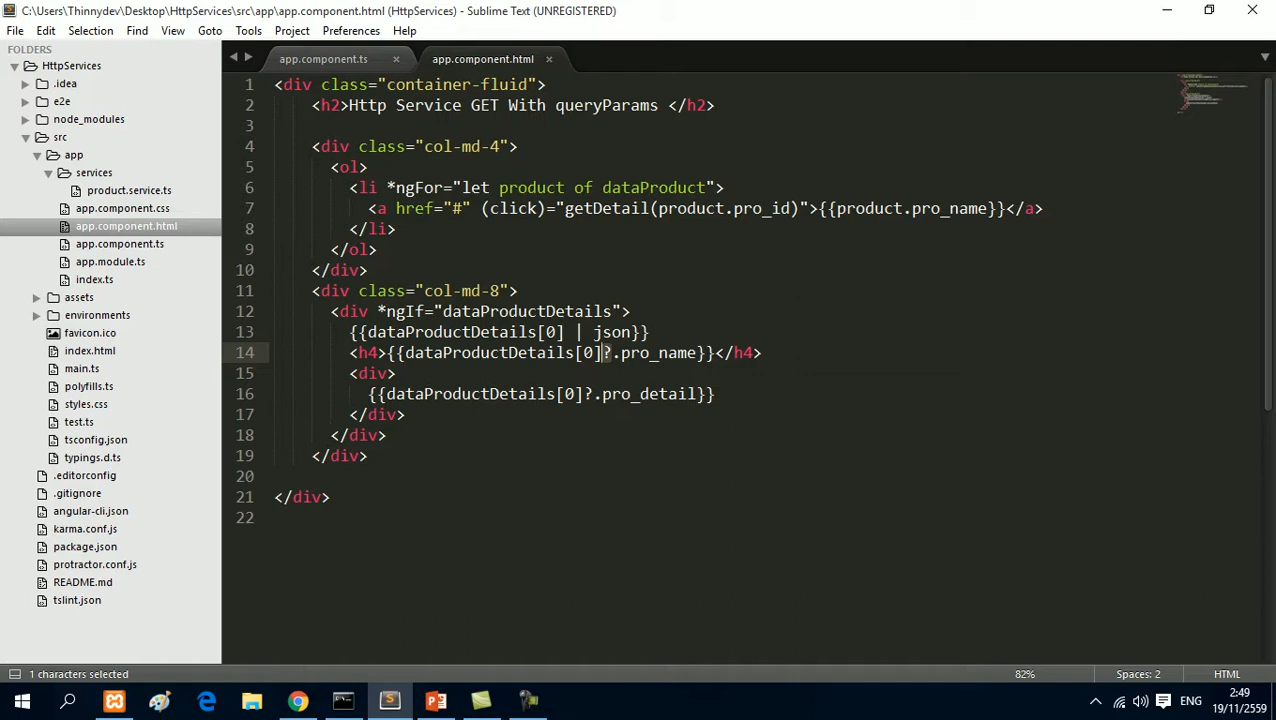 C:\Users\Thinnydev\Desktop\HttpServices\src\app\app.component.html (HttpServices) - Sublime Text (UNREGISTERED)
File Edit Selection Find View Goto Tools Project Preferences Help
FOLDERS
HttpServices
.idea
e2e
node_modules
src
app
services
product.service.ts
app.component.css
app.component.html
app.component.ts
app.module.ts
index.ts
assets
environments
favicon.ico
index.html
main.ts
polyfills.ts
styles.css
test.ts
tsconfig.json
typings.d.ts
.editorconfig
.gitignore
angular-cli.json
karma.conf.js
package.json
protractor.conf.js
README.md
tslint.json
app.component.ts × app.component.html ×
1 <div class="container-fluid">
2 <h2>Http Service GET With queryParams </h2>
3
4 <div class="col-md-4">
5 <ol>
6 <li *ngFor="let product of dataProduct">
7 <a href="#" (click)="getDetail(product.pro_id)">{{product.pro_name}}</a>
8 </li>
9 </ol>
10 </div>
11 <div class="col-md-8">
12 <div *ngIf="dataProductDetails">
13 {{dataProductDetails[0] | json}}
14 <h4>{{dataProductDetails[0]?.pro_name}}</h4>
15 <div>
16 {{dataProductDetails[0]?.pro_detail}}
17 </div>
18 </div>
19 </div>
20
21 </div>
22
1 characters selected 82% Spaces: 2 HTML
ENG
2:49
19/11/2559